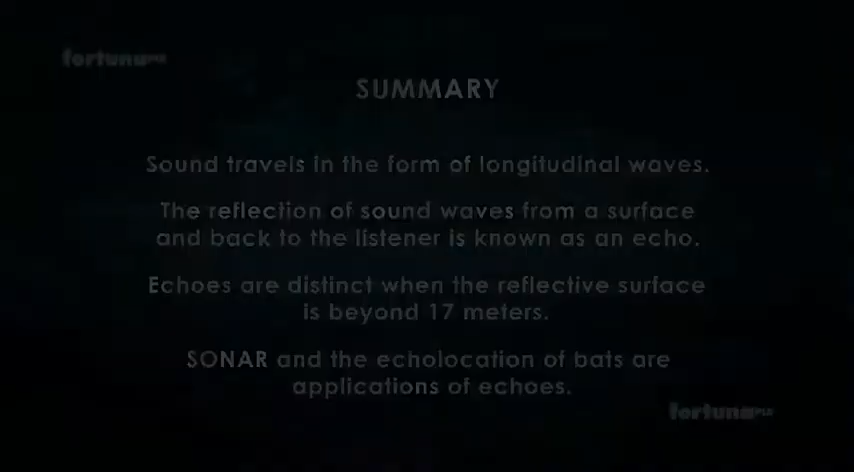 fortunaPLR
SUMMARY
Sound travels in the form of longitudinal waves.
The reflection of sound waves from a surface
and back to the listener is known as an echo.
Echoes are distinct when the reflective surface
is beyond 17 meters.
SONAR and the echolocation of bats are
applications of echoes.
fortunaPLR